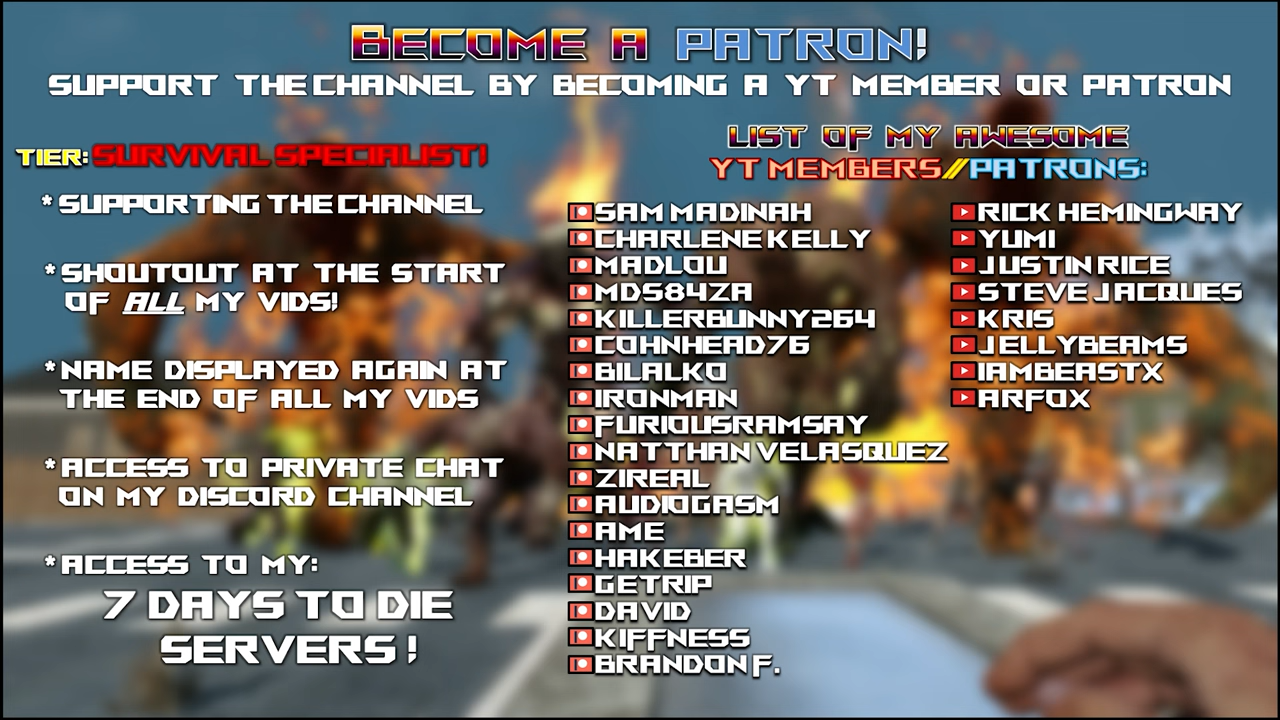 BECOME A PATRON!
SUPPORT THE CHANNEL BY BECOMING A YT MEMBER OR PATRON
TIER: SURVIVAL SPECIALIST!
* SUPPORTING THE CHANNEL
* SHOUTOUT AT THE START
OF ALL MY VIDS!
* NAME DISPLAYED AGAIN AT
THE END OF ALL MY VIDS
* ACCESS TO PRIVATE CHAT
ON MY DISCORD CHANNEL
* ACCESS TO MY:
7 DAYS TO DIE
SERVERS!
LIST OF MY AWESOME
YT MEMBERS//PATRONS:
SAM MADINAH
CHARLENE KELLY
MADLOU
MDS84ZA
KILLERBUNNY264
COHNHEAD76
BILALKO
IRONMAN
FURIOUSRAMSAY
NATTHAN VELASQUEZ
ZIREAL
AUDIOGASM
AME
HAKEBER
GETRIP
DAVID
KIFFNESS
BRANDON F.
RICK HEMINGWAY
YUMI
JUSTIN RICE
STEVE JACQUES
KRIS
JELLYBEAMS
IAMBEASTX
ARFOX